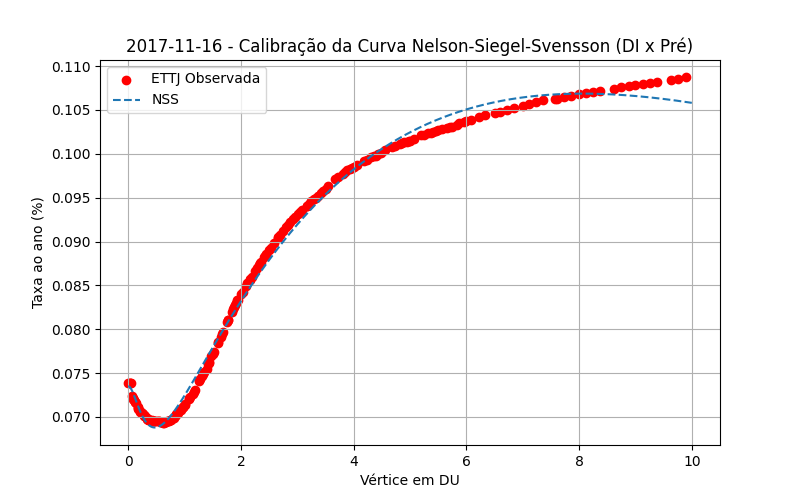 2017-11-16 - Calibração da Curva Nelson-Siegel-Svensson (DI x Pré)
ETTJ Observada
NSS
Taxa ao ano (%)
0.110
0.105
0.100
0.095
0.090
0.085
0.080
0.075
0.070
0 2 4 6 8 10
Vértice em DU